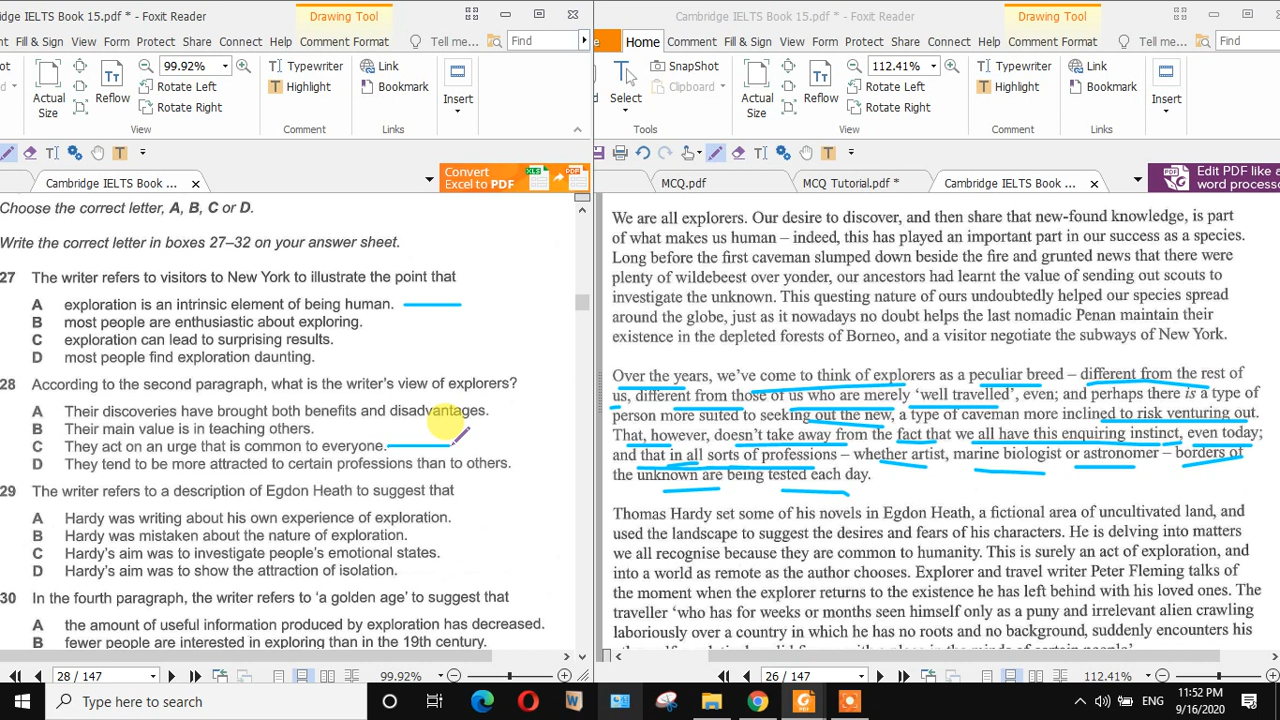 Cambridge IELTS Book 15.pdf * - Foxit Reader
Drawing Tool
Fill & Sign View Form Protect Share Connect Help Comment Format Tell me... Find
99.92%
Actual Size
Reflow
Rotate Left
Rotate Right
View
Typewriter
Highlight
Comment
Link
Bookmark
Links
Insert
Convert Excel to PDF
Cambridge IELTS Book ...
Choose the correct letter, A, B, C or D.
Write the correct letter in boxes 27–32 on your answer sheet.
27 The writer refers to visitors to New York to illustrate the point that
A exploration is an intrinsic element of being human.
B most people are enthusiastic about exploring.
C exploration can lead to surprising results.
D most people find exploration daunting.
28 According to the second paragraph, what is the writer's view of explorers?
A Their discoveries have brought both benefits and disadvantages.
B Their main value is in teaching others.
C They act on an urge that is common to everyone.
D They tend to be more attracted to certain professions than to others.
29 The writer refers to a description of Egdon Heath to suggest that
A Hardy was writing about his own experience of exploration.
B Hardy was mistaken about the nature of exploration.
C Hardy's aim was to investigate people's emotional states.
D Hardy's aim was to show the attraction of isolation.
30 In the fourth paragraph, the writer refers to 'a golden age' to suggest that
A the amount of useful information produced by exploration has decreased.
B fewer people are interested in exploring than in the 19th century.
28 / 147
99.92%
Cambridge IELTS Book 15.pdf * - Foxit Reader
Drawing Tool
Home Comment View Form Protect Share Connect Help Comment Format Tell me... Find
Select
SnapShot
Clipboard
Tools
Actual Size
Reflow
112.41%
Rotate Left
Rotate Right
View
Typewriter
Highlight
Comment
Link
Bookmark
Links
Insert
MCQ.pdf
MCQ Tutorial.pdf *
Cambridge IELTS Book ...
Edit PDF
word processo
We are all explorers. Our desire to discover, and then share that new-found knowledge, is part
of what makes us human – indeed, this has played an important part in our success as a species.
Long before the first caveman slumped down beside the fire and grunted news that there were
plenty of wildebeest over yonder, our ancestors had learnt the value of sending out scouts to
investigate the unknown. This questing nature of ours undoubtedly helped our species spread
around the globe, just as it nowadays no doubt helps the last nomadic Penan maintain their
existence in the depleted forests of Borneo, and a visitor negotiate the subways of New York.
Over the years, we've come to think of explorers as a peculiar breed – different from the rest of
us, different from those of us who are merely 'well travelled', even; and perhaps there is a type of
person more suited to seeking out the new, a type of caveman more inclined to risk venturing out.
That, however, doesn't take away from the fact that we all have this enquiring instinct, even today;
and that in all sorts of professions – whether artist, marine biologist or astronomer – borders of
the unknown are being tested each day.
Thomas Hardy set some of his novels in Egdon Heath, a fictional area of uncultivated land, and
used the landscape to suggest the desires and fears of his characters. He is delving into matters
we all recognise because they are common to humanity. This is surely an act of exploration, and
into a world as remote as the author chooses. Explorer and travel writer Peter Fleming talks of
the moment when the explorer returns to the existence he has left behind with his loved ones. The
traveller 'who has for weeks or months seen himself only as a puny and irrelevant alien crawling
laboriously over a country in which he has no roots and no background, suddenly encounters his
26 / 147
112.41%
Type here to search
ENG
11:52 PM
9/16/2020